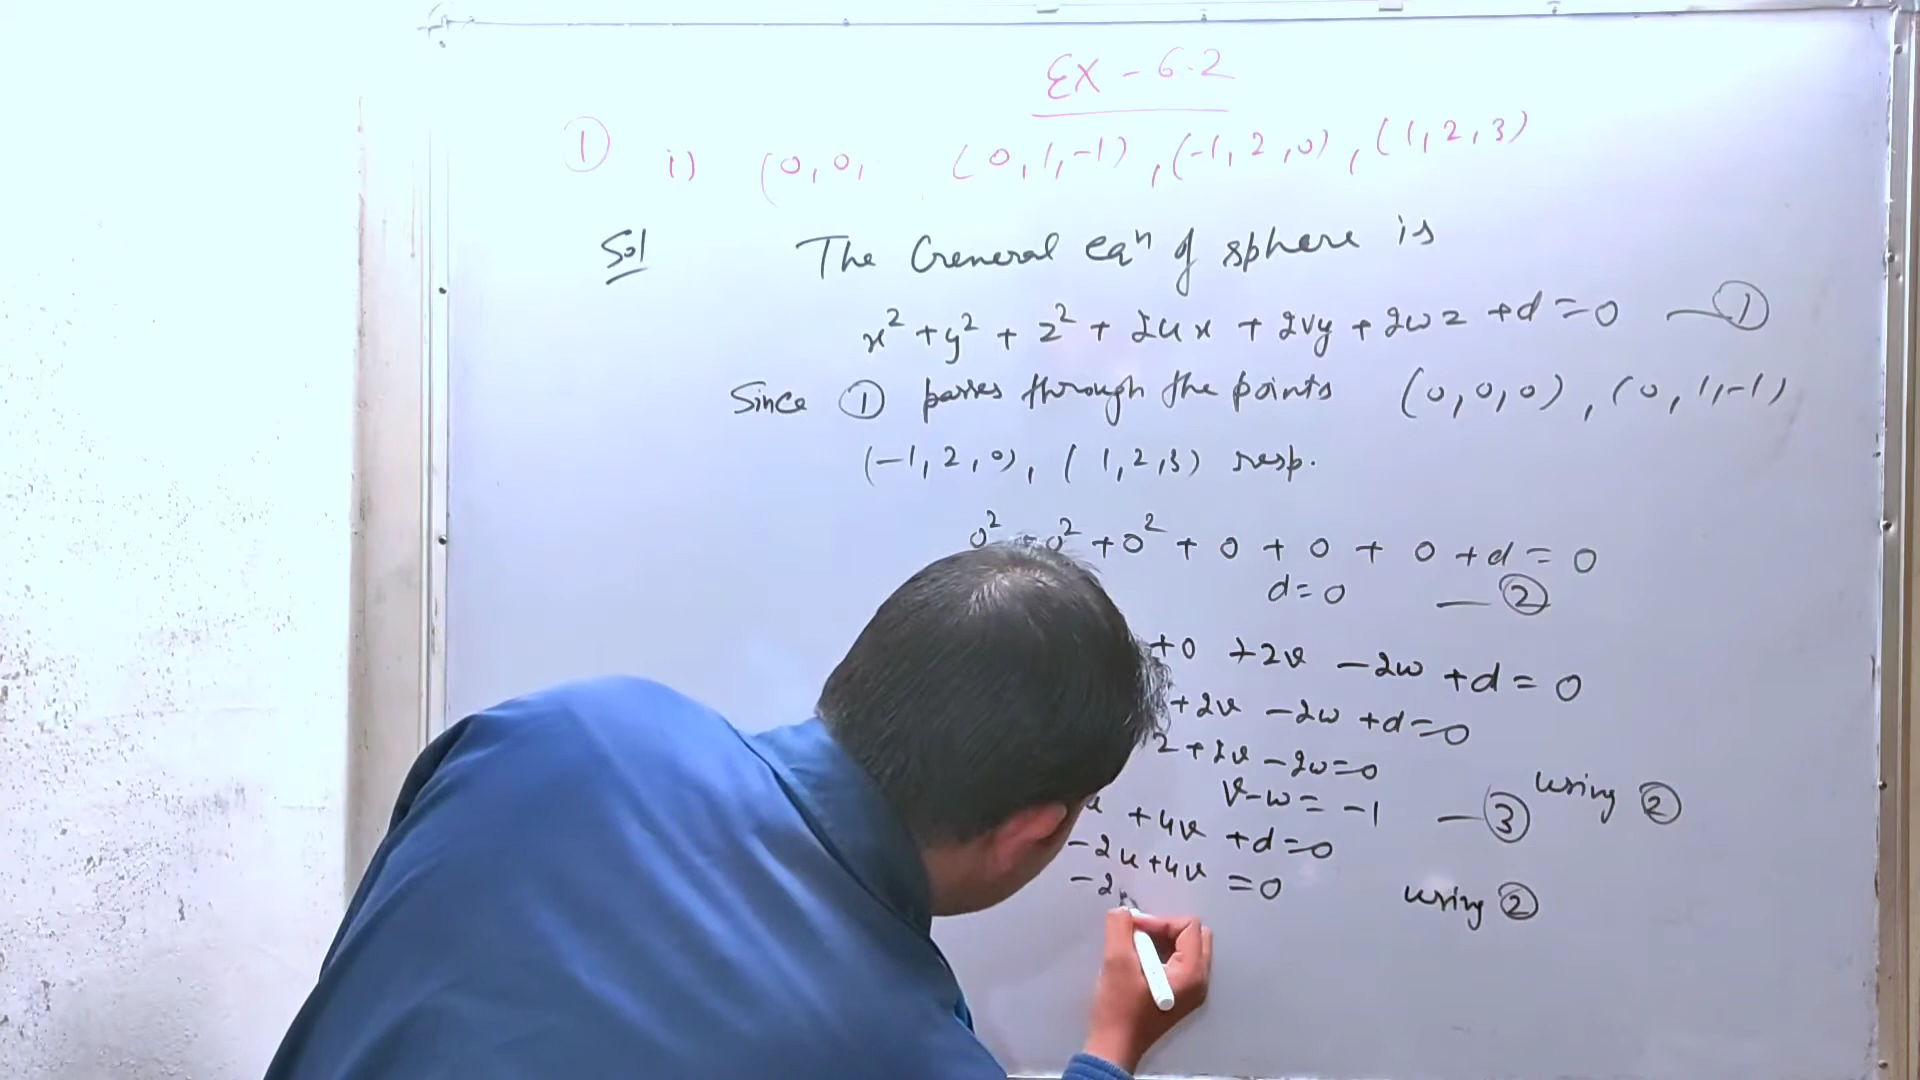 EX - 6.2
① i) (0, 0, (0, 1, -1), (-1, 2, 0), (1, 2, 3)
Sol The General eqⁿ of sphere is
x² + y² + z² + 2ux + 2vy + 2wz + d = 0 — ①
Since ① passes through the points (0, 0, 0), (0, 1, -1)
(-1, 2, 0), (1, 2, 3) resp.
0² + 0² + 0² + 0 + 0 + 0 + d = 0
d = 0 — ②
+ 0 + 2v - 2w + d = 0
+ 2v - 2w + d = 0
2 + 2v - 2w = 0 using ②
v - w = -1 — ③
u + 4v + d = 0
-2u + 4v = 0 using ②
-2